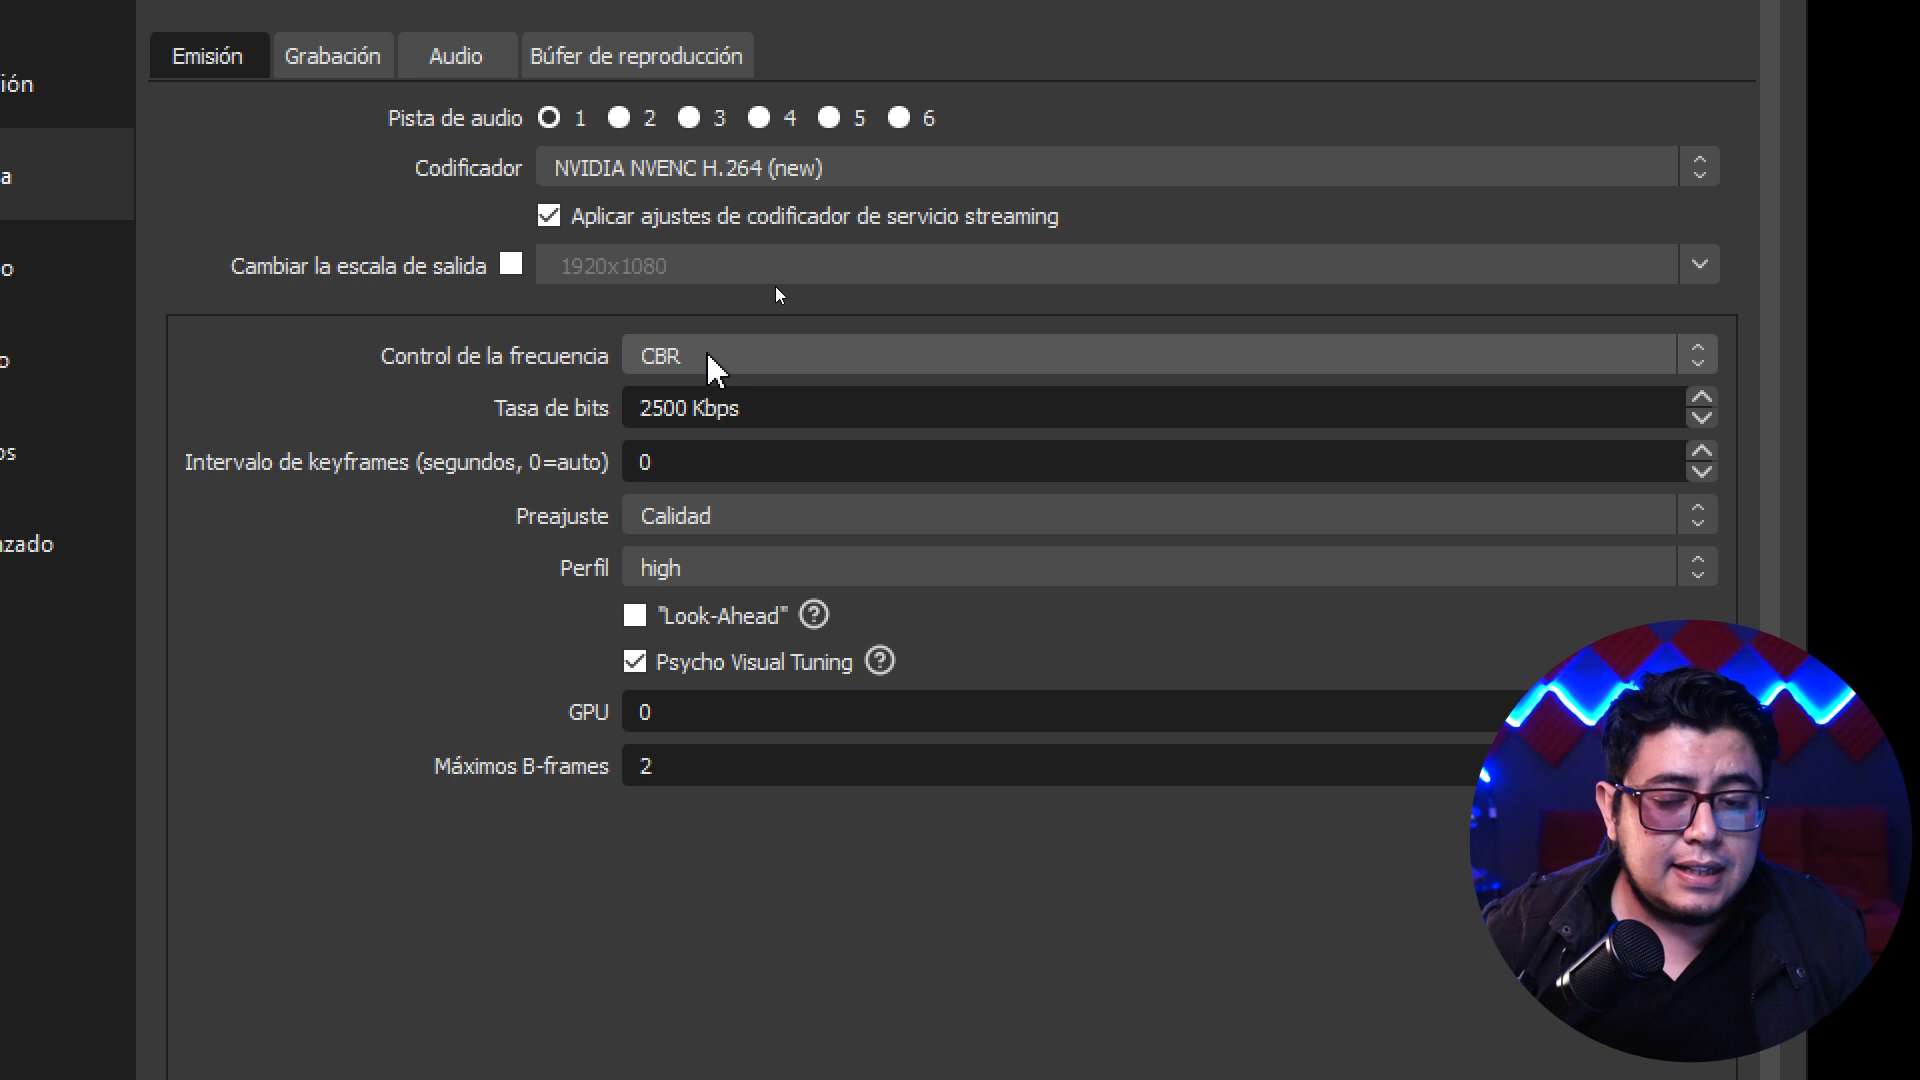 Emisión
Grabación
Audio
Búfer de reproducción
ión
a
o
o
os
nzado
Pista de audio 1 2 3 4 5 6
Codificador NVIDIA NVENC H.264 (new)
Aplicar ajustes de codificador de servicio streaming
Cambiar la escala de salida 1920x1080
Control de la frecuencia CBR
Tasa de bits 2500 Kbps
Intervalo de keyframes (segundos, 0=auto) 0
Preajuste Calidad
Perfil high
"Look-Ahead" ?
Psycho Visual Tuning ?
GPU 0
Máximos B-frames 2